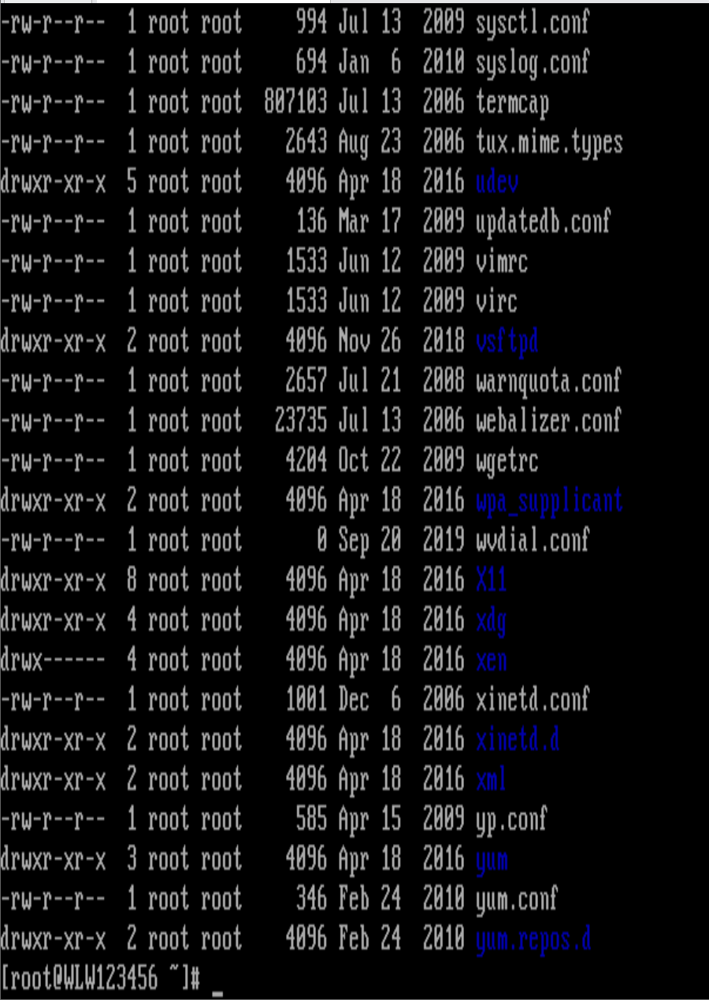 -rw-r--r--  1 root root     994 Jul 13  2009 sysctl.conf
-rw-r--r--  1 root root     694 Jan  6  2010 syslog.conf
-rw-r--r--  1 root root  807103 Jul 13  2006 termcap
-rw-r--r--  1 root root    2643 Aug 23  2006 tux.mime.types
drwxr-xr-x  5 root root    4096 Apr 18  2016 udev
-rw-r--r--  1 root root     136 Mar 17  2009 updatedb.conf
-rw-r--r--  1 root root    1533 Jun 12  2009 vimrc
-rw-r--r--  1 root root    1533 Jun 12  2009 virc
drwxr-xr-x  2 root root    4096 Nov 26  2018 vsftpd
-rw-r--r--  1 root root    2657 Jul 21  2008 warnquota.conf
-rw-r--r--  1 root root   23735 Jul 13  2006 webalizer.conf
-rw-r--r--  1 root root    4204 Oct 22  2009 wgetrc
drwxr-xr-x  2 root root    4096 Apr 18  2016 wpa_supplicant
-rw-r--r--  1 root root       0 Sep 20  2019 wvdial.conf
drwxr-xr-x  8 root root    4096 Apr 18  2016 X11
drwxr-xr-x  4 root root    4096 Apr 18  2016 xdg
drwx------  4 root root    4096 Apr 18  2016 xen
-rw-r--r--  1 root root    1001 Dec  6  2006 xinetd.conf
drwxr-xr-x  2 root root    4096 Apr 18  2016 xinetd.d
drwxr-xr-x  2 root root    4096 Apr 18  2016 xml
-rw-r--r--  1 root root     585 Apr 15  2009 yp.conf
drwxr-xr-x  3 root root    4096 Apr 18  2016 yum
-rw-r--r--  1 root root     346 Feb 24  2010 yum.conf
drwxr-xr-x  2 root root    4096 Feb 24  2010 yum.repos.d
[root@WLW123456 ~]# _